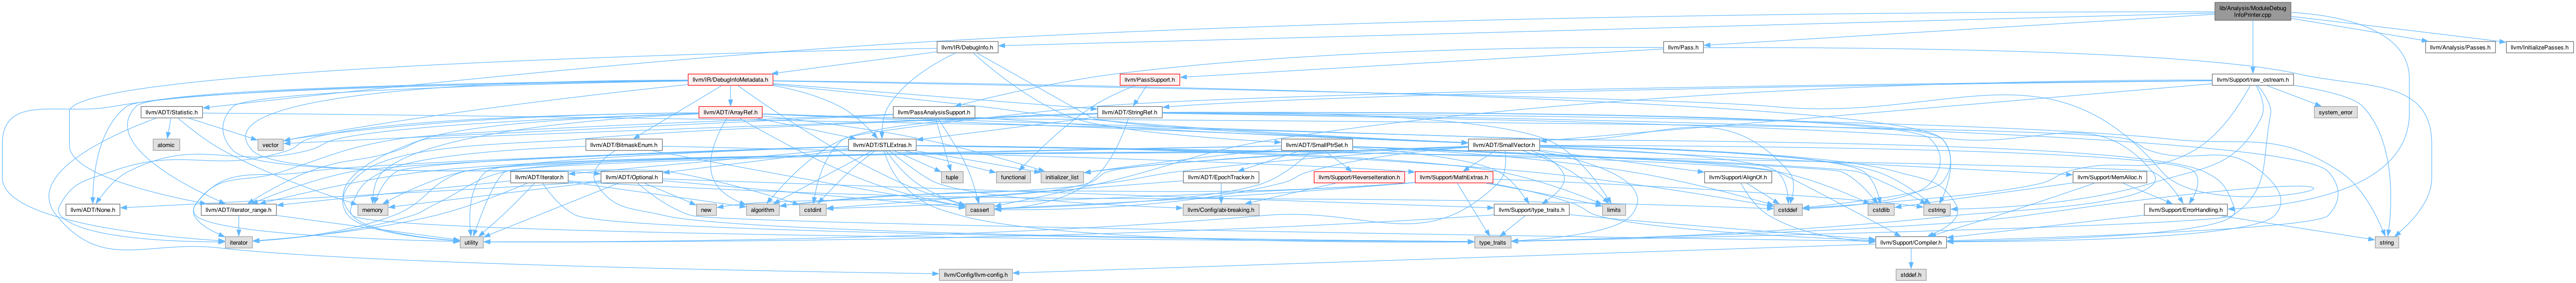 lib/Analysis/ModuleDebug
InfoPrinter.cpp
llvm/IR/DebugInfo.h
llvm/Pass.h
llvm/Analysis/Passes.h
llvm/InitializePasses.h
llvm/IR/DebugInfoMetadata.h
llvm/PassSupport.h
llvm/Support/raw_ostream.h
llvm/ADT/Statistic.h
llvm/ADT/ArrayRef.h
llvm/PassAnalysisSupport.h
llvm/ADT/StringRef.h
system_error
atomic
vector
llvm/ADT/BitmaskEnum.h
llvm/ADT/STLExtras.h
llvm/ADT/SmallPtrSet.h
llvm/ADT/SmallVector.h
llvm/ADT/iterator.h
llvm/ADT/Optional.h
tuple
functional
initializer_list
llvm/ADT/EpochTracker.h
llvm/Support/ReverseIteration.h
llvm/Support/MathExtras.h
llvm/Support/AlignOf.h
llvm/Support/MemAlloc.h
llvm/ADT/None.h
llvm/ADT/iterator_range.h
memory
new
algorithm
cstdint
cassert
llvm/Config/abi-breaking.h
llvm/Support/type_traits.h
limits
cstddef
cstdlib
cstring
llvm/Support/ErrorHandling.h
iterator
utility
type_traits
llvm/Support/Compiler.h
string
llvm/Config/llvm-config.h
stddef.h